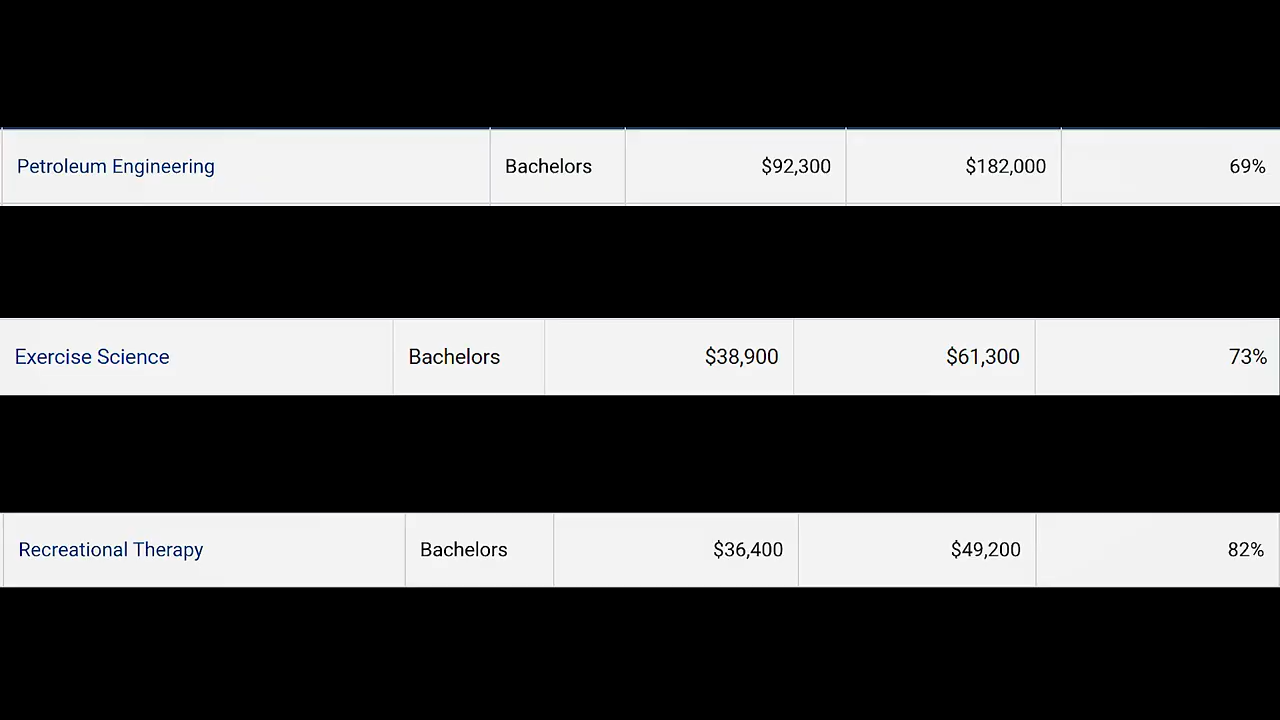 Petroleum Engineering Bachelors $92,300 $182,000 69%
Exercise Science Bachelors $38,900 $61,300 73%
Recreational Therapy Bachelors $36,400 $49,200 82%